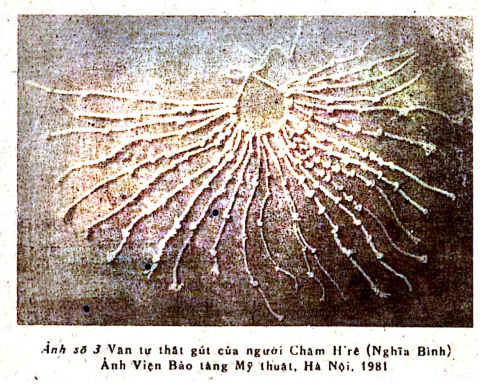 Ảnh số 3 Văn tự thắt gút của người Chăm H'rê (Nghĩa Bình)
Ảnh Viện Bảo tàng Mỹ thuật, Hà Nội, 1981